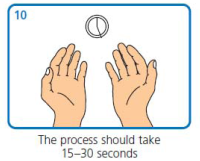 10
The process should take
15–30 seconds